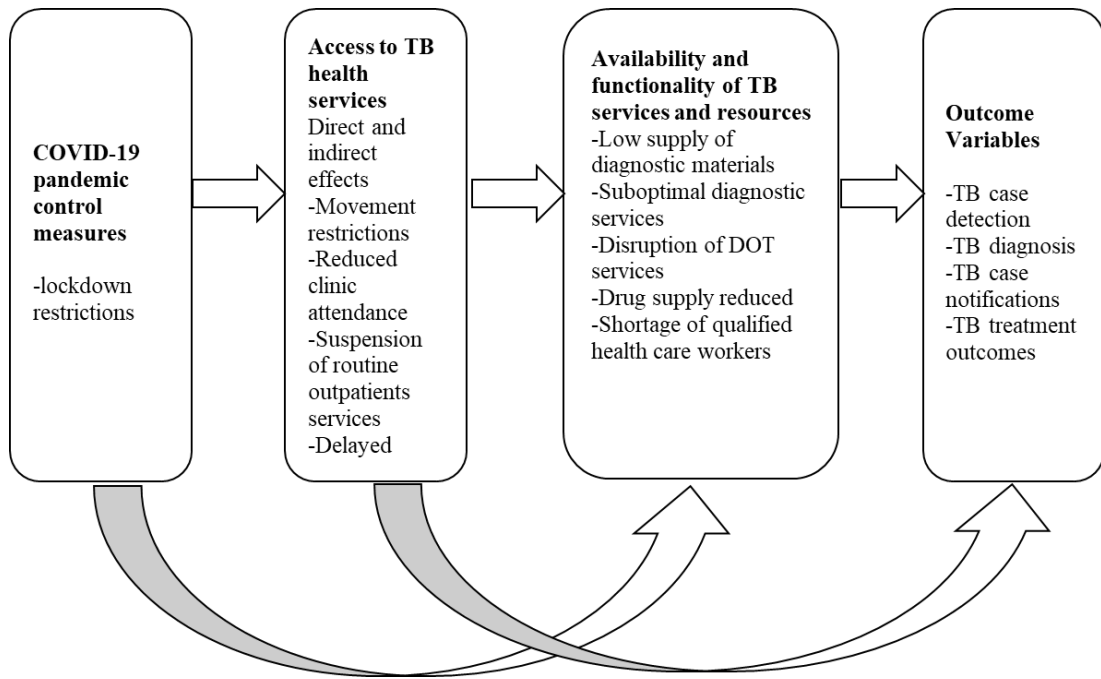 COVID-19
pandemic
control
measures
-lockdown
restrictions
Access to TB
health
services
Direct and
indirect
effects
-Movement
restrictions
-Reduced
clinic
attendance
-Suspension
of routine
outpatients
services
-Delayed
Availability and
functionality of TB
services and resources
-Low supply of
diagnostic materials
-Suboptimal diagnostic
services
-Disruption of DOT
services
-Drug supply reduced
-Shortage of qualified
health care workers
Outcome
Variables
-TB case
detection
-TB diagnosis
-TB case
notifications
-TB treatment
outcomes